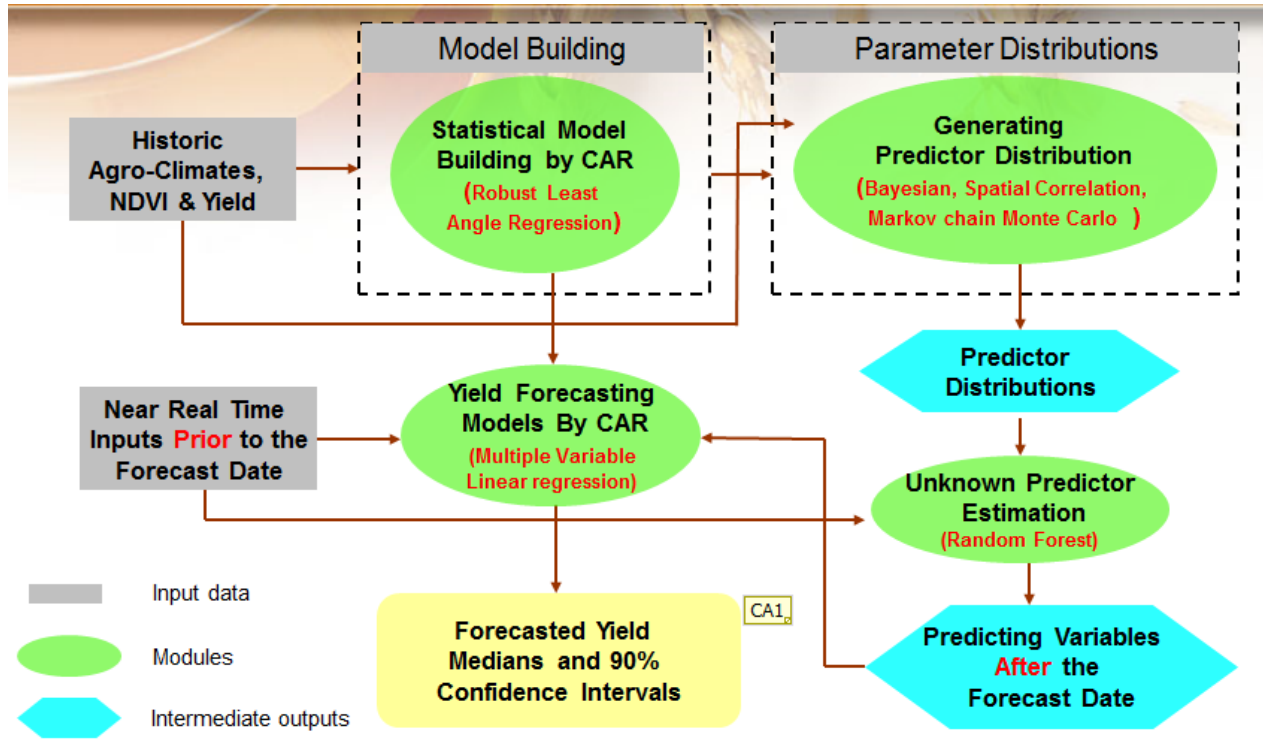 Model Building
Parameter Distributions
Historic
Agro-Climates,
NDVI & Yield
Statistical Model
Building by CAR
(Robust Least
Angle Regression)
Generating
Predictor Distribution
(Bayesian, Spatial Correlation,
Markov chain Monte Carlo )
Predictor
Distributions
Near Real Time
Inputs Prior to the
Forecast Date
Yield Forecasting
Models By CAR
(Multiple Variable
Linear regression)
Unknown Predictor
Estimation
(Random Forest)
Input data
Modules
Intermediate outputs
Forecasted Yield
Medians and 90%
Confidence Intervals
CA1
Predicting Variables
After the
Forecast Date